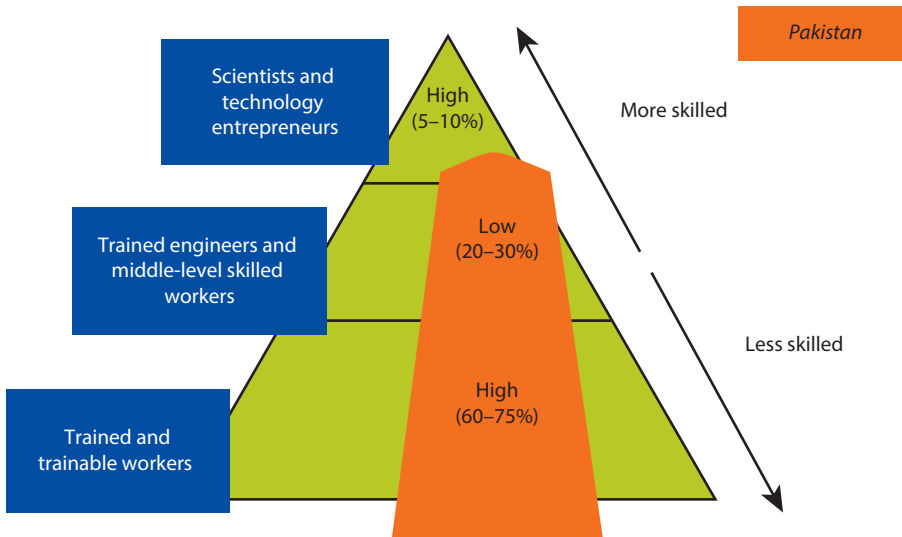 Pakistan
Scientists and
technology
entrepreneurs
High
(5–10%)
More skilled
Trained engineers and
middle-level skilled
workers
Low
(20–30%)
Less skilled
High
(60–75%)
Trained and
trainable workers